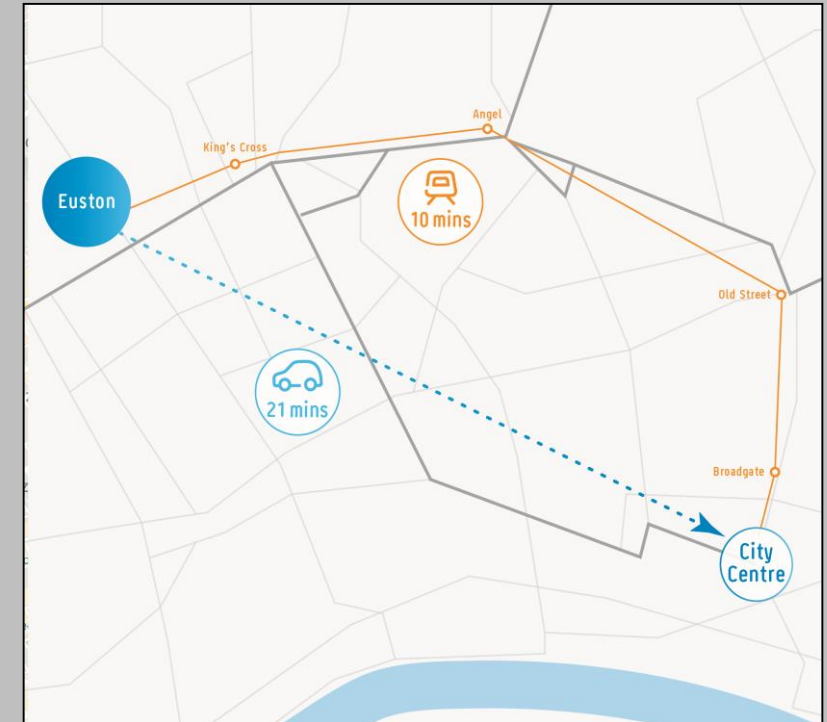 Angel
King's Cross
Euston
10 mins
Old Street
21 mins
Broadgate
City
Centre